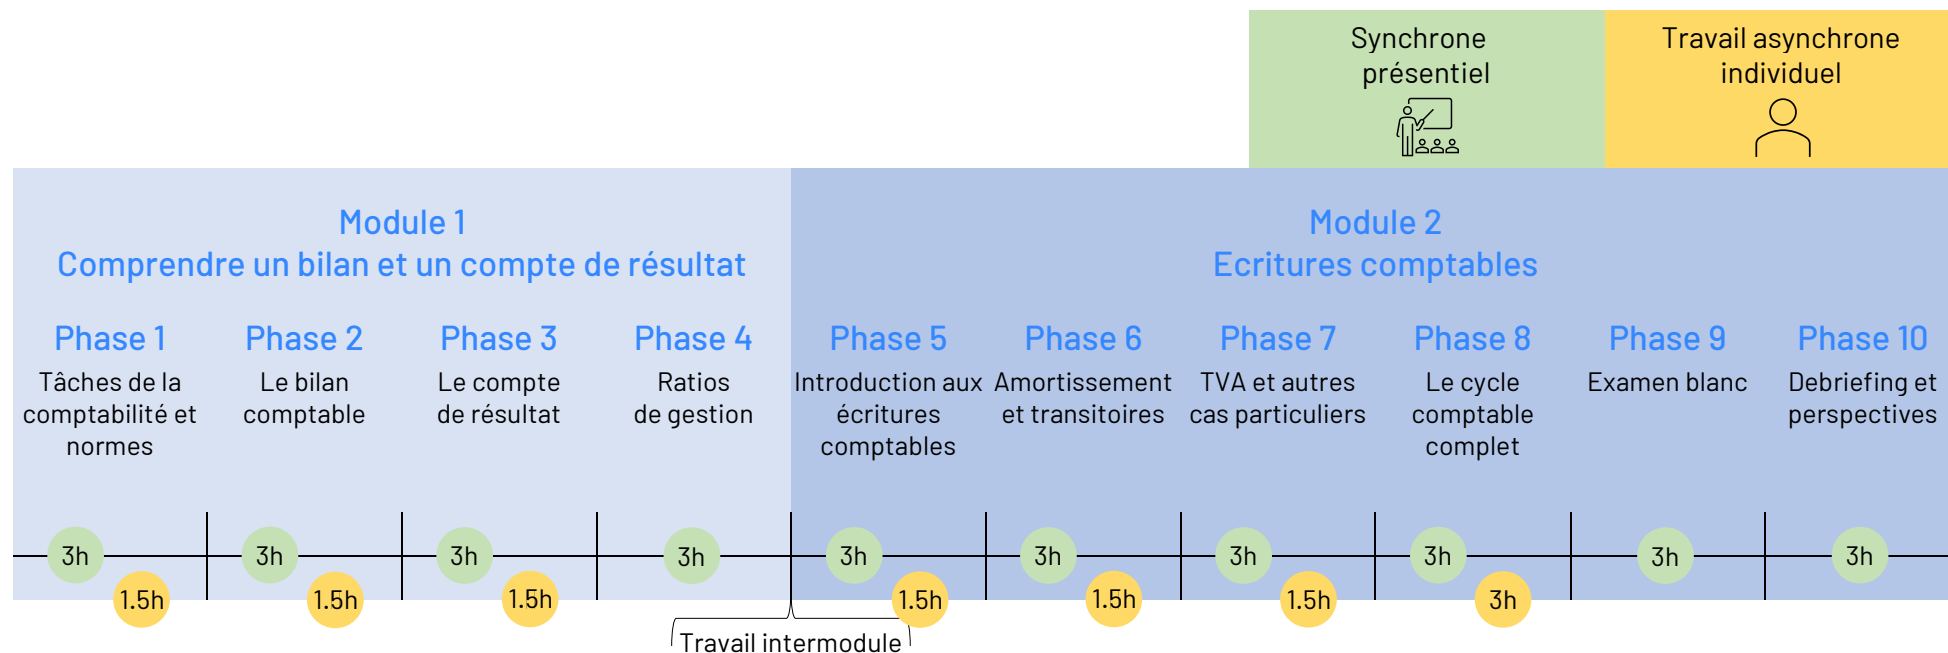 Synchrone
présentiel
Travail asynchrone
individuel
Module 1
Comprendre un bilan et un compte de résultat
Module 2
Ecritures comptables
Phase 1
Tâches de la
comptabilité et
normes
Phase 2
Le bilan
comptable
Phase 3
Le compte
de résultat
Phase 4
Ratios
de gestion
Phase 5
Introduction aux
écritures
comptables
Phase 6
Amortissement
et transitoires
Phase 7
TVA et autres
cas particuliers
Phase 8
Le cycle
comptable
complet
Phase 9
Examen blanc
Phase 10
Debriefing et
perspectives
3h
1.5h
3h
1.5h
3h
1.5h
3h
3h
1.5h
3h
1.5h
3h
1.5h
3h
3h
3h
3h
Travail intermodule